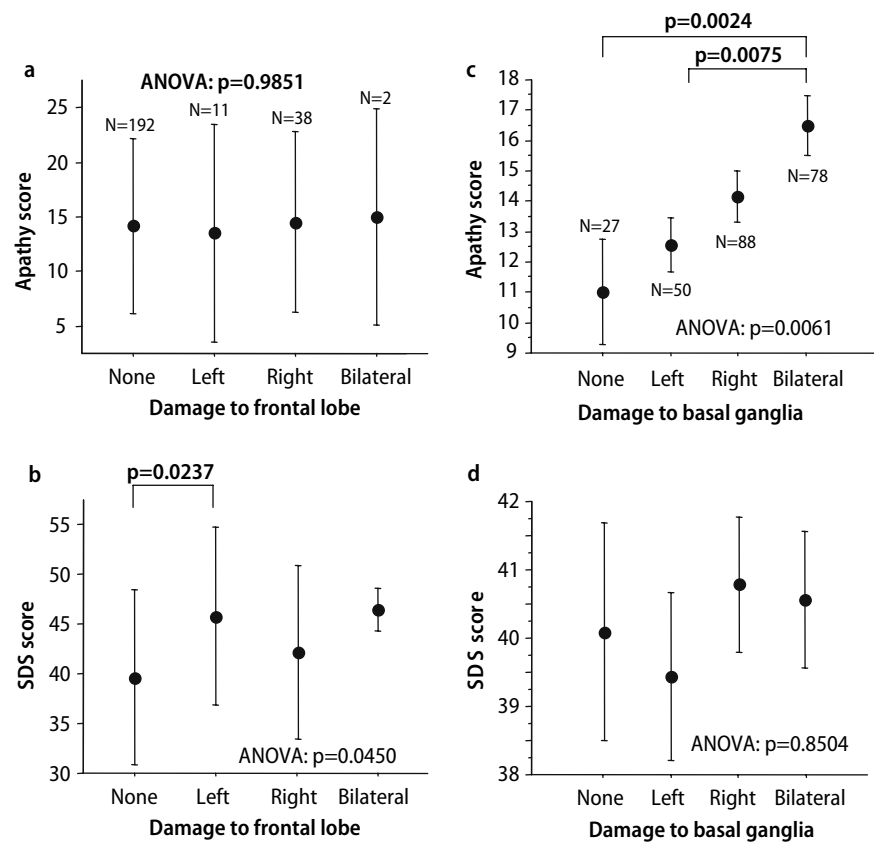 a
ANOVA: p=0.9851
N=192
N=11
N=38
N=2
25
20
15
10
5
Apathy score
None Left Right Bilateral
Damage to frontal lobe
p=0.0024
p=0.0075
c
18
17
16
15
14
13
12
11
10
9
Apathy score
N=27
N=50
N=88
N=78
ANOVA: p=0.0061
None Left Right Bilateral
Damage to basal ganglia
b
p=0.0237
55
50
45
40
35
30
SDS score
ANOVA: p=0.0450
None Left Right Bilateral
Damage to frontal lobe
d
42
41
40
39
38
SDS score
ANOVA: p=0.8504
None Left Right Bilateral
Damage to basal ganglia